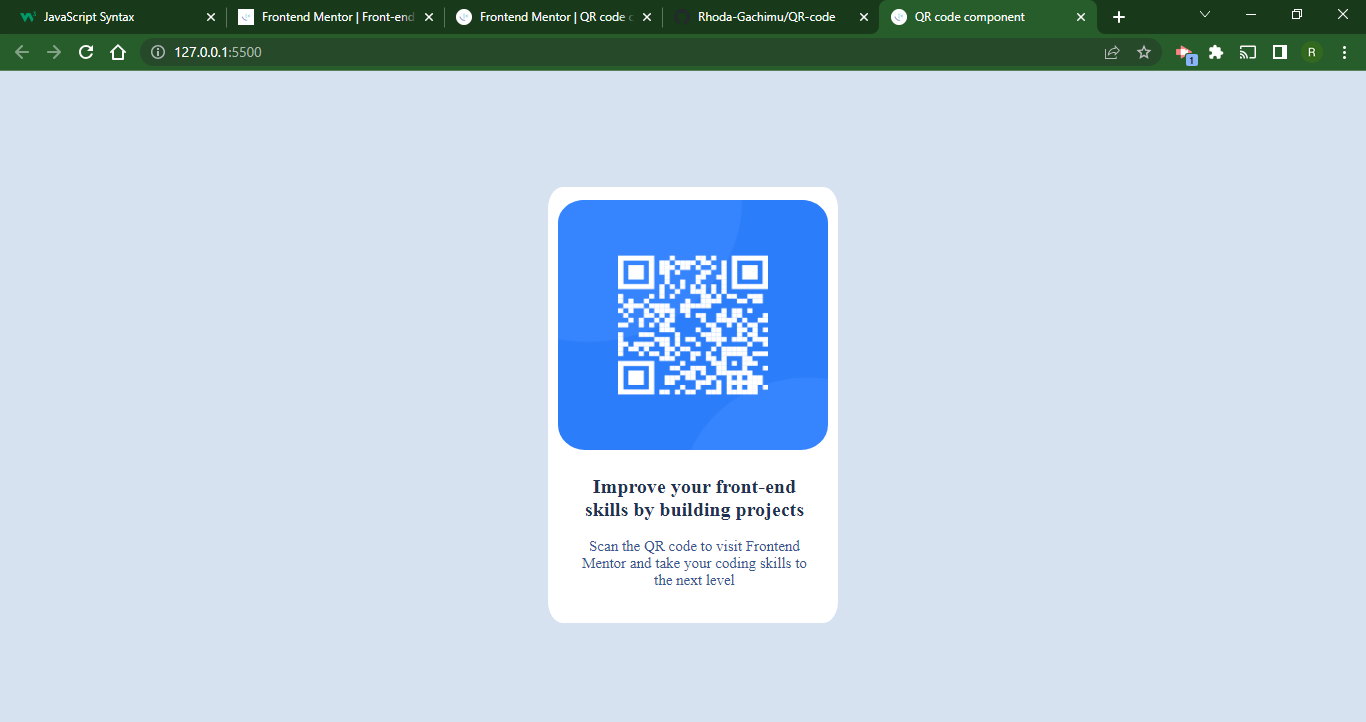 JavaScript Syntax
Frontend Mentor | Front-end
Frontend Mentor | QR code c
Rhoda-Gachimu/QR-code
QR code component
127.0.0.1:5500
1
R
Improve your front-end
skills by building projects
Scan the QR code to visit Frontend
Mentor and take your coding skills to
the next level